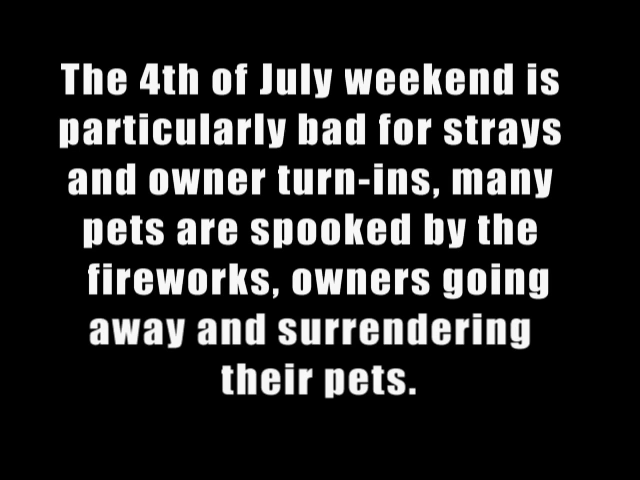 The 4th of July weekend is
particularly bad for strays
and owner turn-ins, many
pets are spooked by the
fireworks, owners going
away and surrendering
their pets.